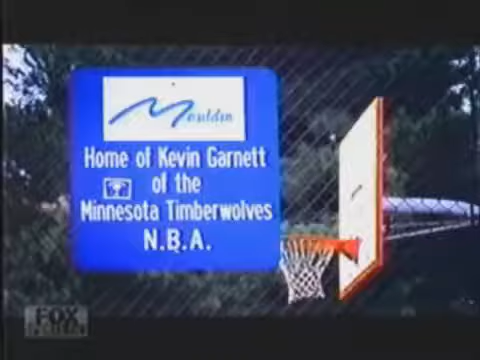 Mauldin
Home of Kevin Garnett
of the
Minnesota Timberwolves
N.B.A.
FOX